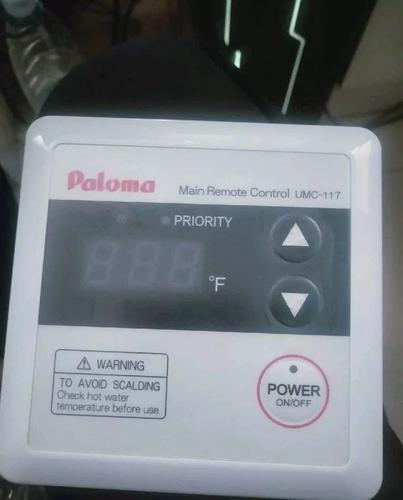 Paloma
Main Remote Control UMC-117
PRIORITY
888
°F
WARNING
TO AVOID SCALDING
Check hot water
temperature before use
POWER
ON/OFF